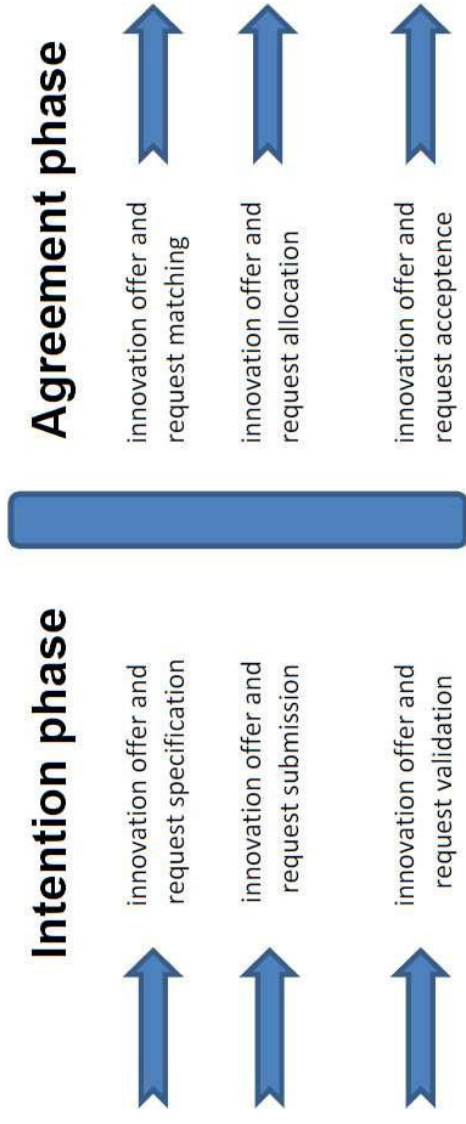 Intention phase
innovation offer and
request specification
innovation offer and
request submission
innovation offer and
request validation
Agreement phase
innovation offer and
request matching
innovation offer and
request allocation
innovation offer and
request acceptence